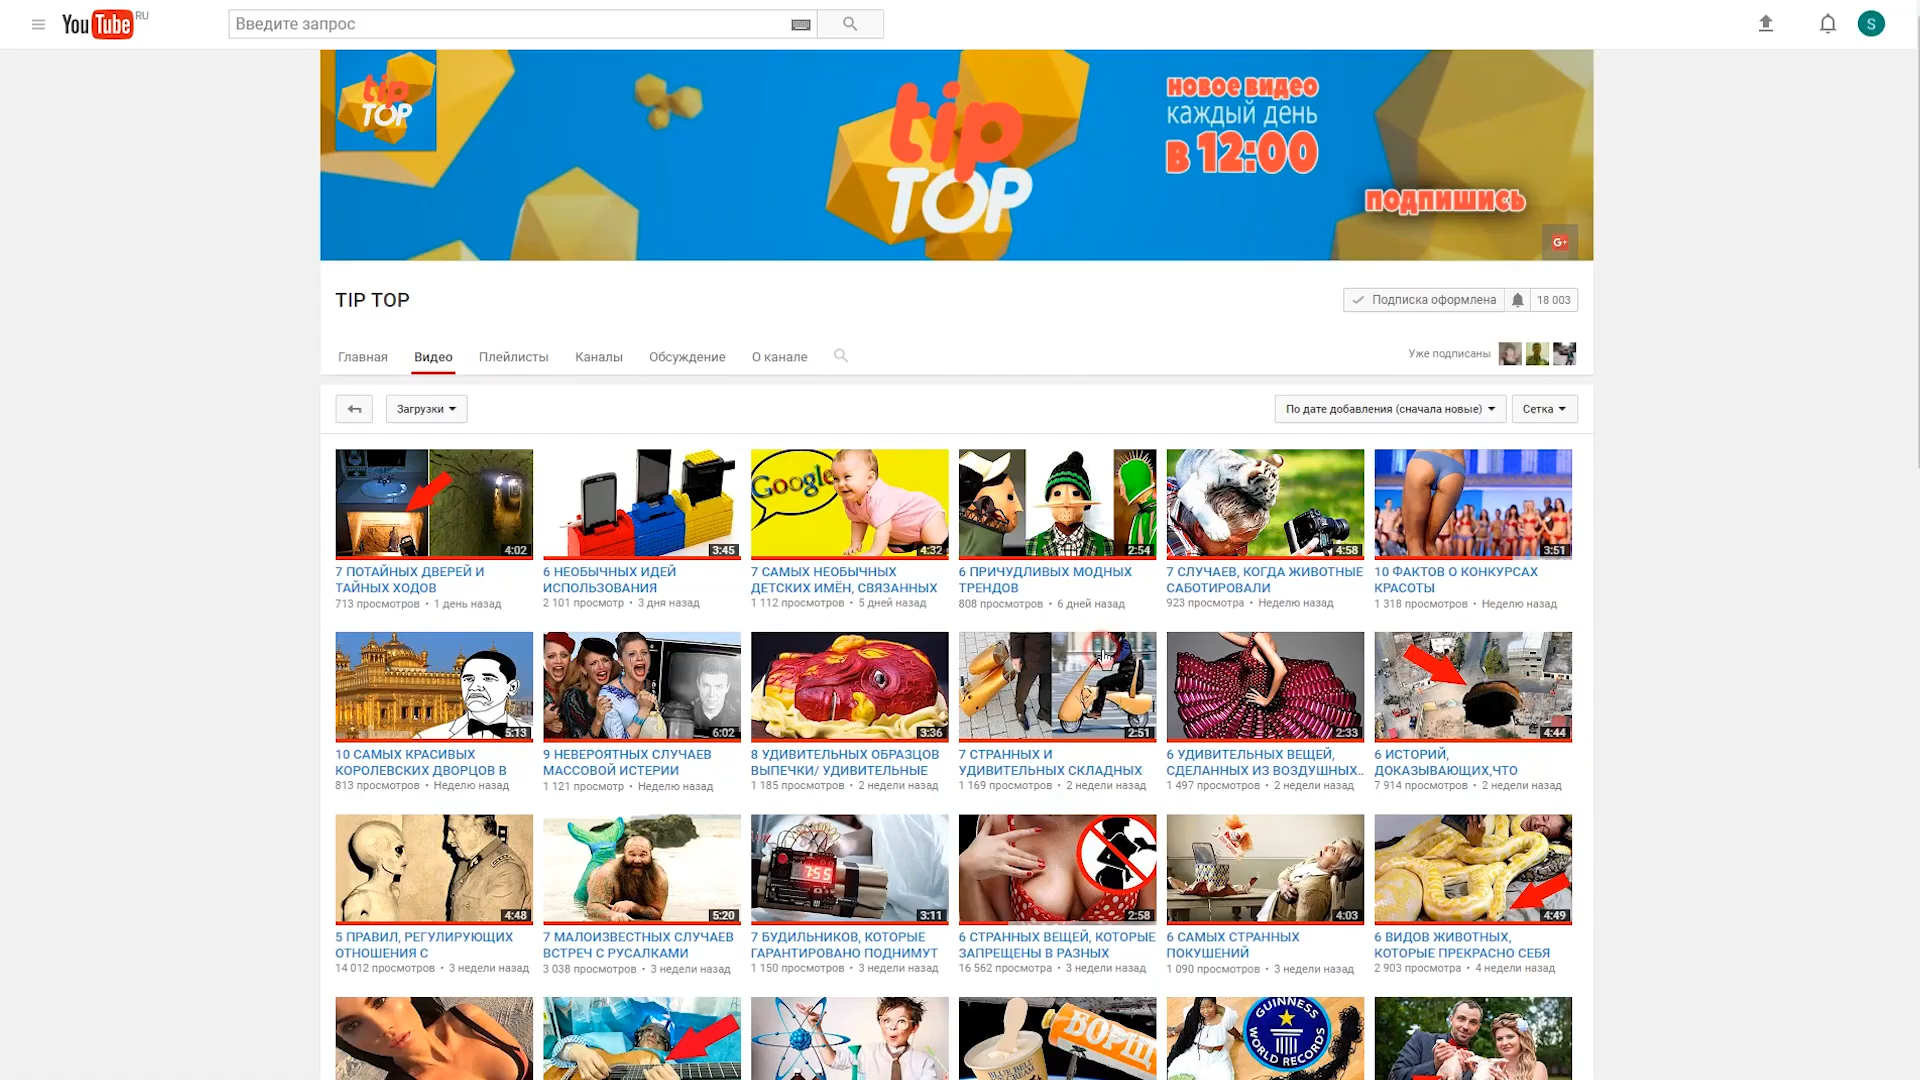 YouTube RU
Введите запрос
S
tip
TOP
tip
TOP
новое видео
каждый день
в 12:00
подпишись
G+
TIP TOP
Подписка оформлена
18 003
Главная
Видео
Плейлисты
Каналы
Обсуждение
О канале
Уже подписаны
Загрузки
По дате добавления (сначала новые)
Сетка
4:02
3:45
Google
4:32
2:54
4:58
3:51
7 ПОТАЙНЫХ ДВЕРЕЙ И
ТАЙНЫХ ХОДОВ
713 просмотров • 1 день назад
6 НЕОБЫЧНЫХ ИДЕЙ
ИСПОЛЬЗОВАНИЯ
2 101 просмотр • 3 дня назад
7 САМЫХ НЕОБЫЧНЫХ
ДЕТСКИХ ИМЁН, СВЯЗАННЫХ
1 112 просмотров • 5 дней назад
6 ПРИЧУДЛИВЫХ МОДНЫХ
ТРЕНДОВ
808 просмотров • 6 дней назад
7 СЛУЧАЕВ, КОГДА ЖИВОТНЫЕ
САБОТИРОВАЛИ
923 просмотра • Неделю назад
10 ФАКТОВ О КОНКУРСАХ
КРАСОТЫ
1 318 просмотров • Неделю назад
5:13
6:02
3:36
2:51
2:33
4:44
10 САМЫХ КРАСИВЫХ
КОРОЛЕВСКИХ ДВОРЦОВ В
813 просмотров • Неделю назад
9 НЕВЕРОЯТНЫХ СЛУЧАЕВ
МАССОВОЙ ИСТЕРИИ
1 121 просмотр • Неделю назад
8 УДИВИТЕЛЬНЫХ ОБРАЗЦОВ
ВЫПЕЧКИ/ УДИВИТЕЛЬНЫЕ
1 185 просмотров • 2 недели назад
7 СТРАННЫХ И
УДИВИТЕЛЬНЫХ СКЛАДНЫХ
1 169 просмотров • 2 недели назад
6 УДИВИТЕЛЬНЫХ ВЕЩЕЙ,
СДЕЛАННЫХ ИЗ ВОЗДУШНЫХ...
1 497 просмотров • 2 недели назад
6 ИСТОРИЙ,
ДОКАЗЫВАЮЩИХ,ЧТО
7 914 просмотров • 2 недели назад
4:48
5:20
7:55
3:11
2:58
4:03
4:49
5 ПРАВИЛ, РЕГУЛИРУЮЩИХ
ОТНОШЕНИЯ С
14 012 просмотров • 3 недели назад
7 МАЛОИЗВЕСТНЫХ СЛУЧАЕВ
ВСТРЕЧ С РУСАЛКАМИ
3 038 просмотров • 3 недели назад
7 БУДИЛЬНИКОВ, КОТОРЫЕ
ГАРАНТИРОВАНО ПОДНИМУТ
1 150 просмотров • 3 недели назад
6 СТРАННЫХ ВЕЩЕЙ, КОТОРЫЕ
ЗАПРЕЩЕНЫ В РАЗНЫХ
16 562 просмотра • 3 недели назад
6 САМЫХ СТРАННЫХ
ПОКУШЕНИЙ
1 090 просмотров • 3 недели назад
6 ВИДОВ ЖИВОТНЫХ,
КОТОРЫЕ ПРЕКРАСНО СЕБЯ
2 903 просмотра • 4 недели назад
БОРЩ
BLUE BELL
ICE CREAM
GUINNESS
WORLD RECORDS